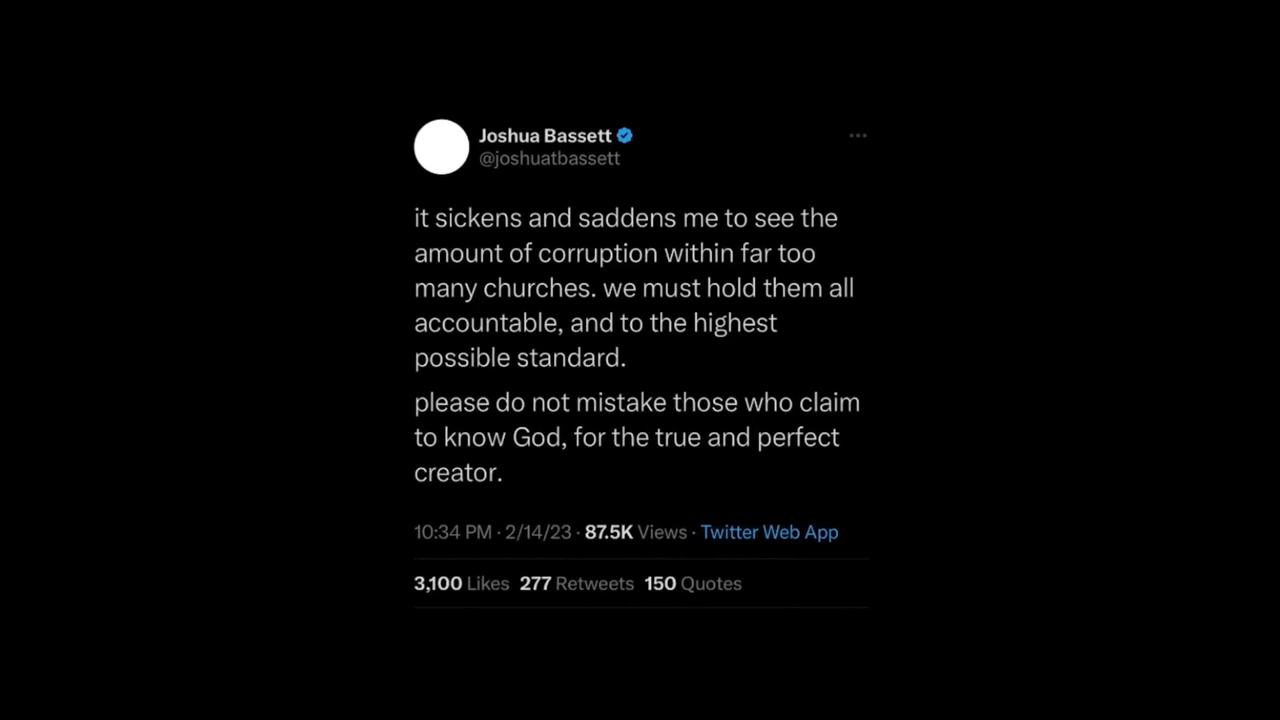 Joshua Bassett
@joshuatbassett
it sickens and saddens me to see the
amount of corruption within far too
many churches. we must hold them all
accountable, and to the highest
possible standard.
please do not mistake those who claim
to know God, for the true and perfect
creator.
10:34 PM · 2/14/23 · 87.5K Views · Twitter Web App
3,100 Likes 277 Retweets 150 Quotes